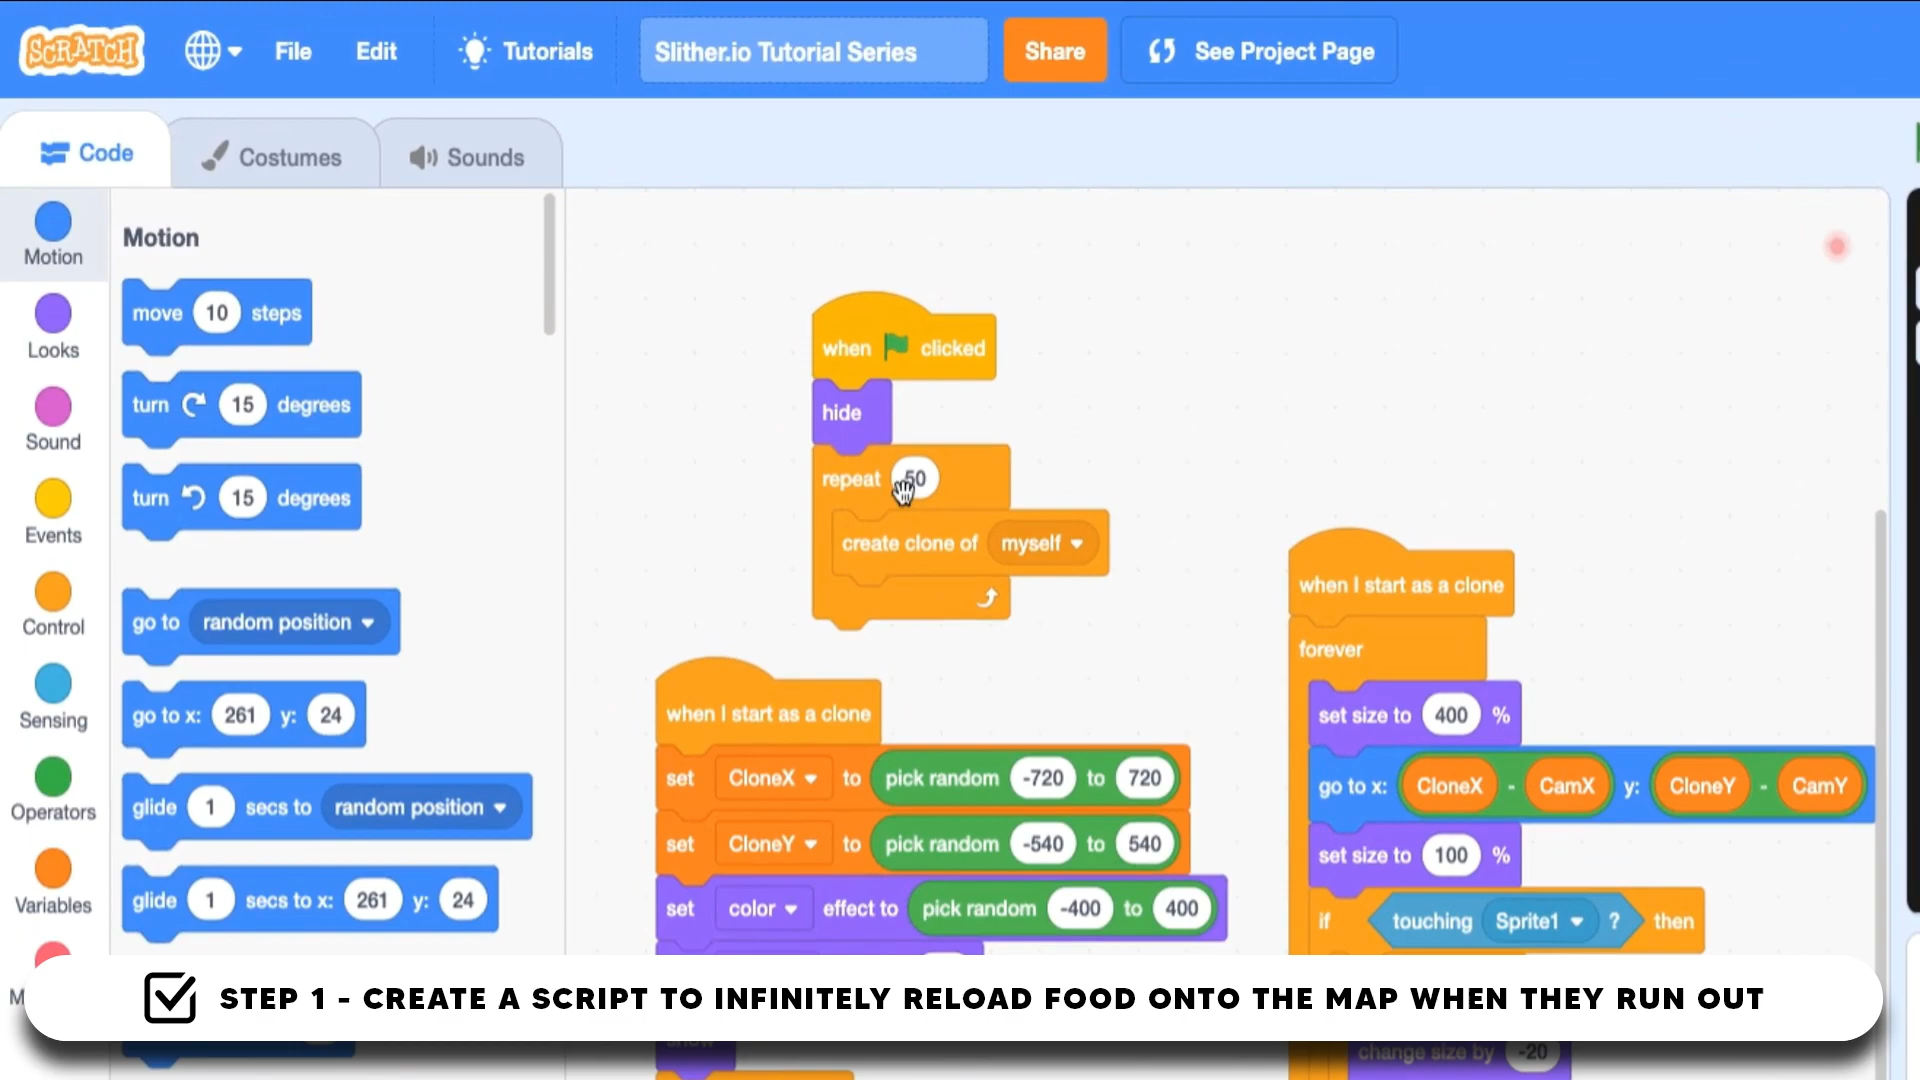 SCRATCH File Edit Tutorials Slither.io Tutorial Series Share See Project Page
Code Costumes Sounds
Motion
Looks
Sound
Events
Control
Sensing
Operators
Variables
M
Motion
move 10 steps
turn 15 degrees
turn 15 degrees
go to random position
go to x: 261 y: 24
glide 1 secs to random position
glide 1 secs to x: 261 y: 24
when clicked
hide
repeat 50
create clone of myself
when I start as a clone
set CloneX to pick random -720 to 720
set CloneY to pick random -540 to 540
set color effect to pick random -400 to 400
show
when I start as a clone
forever
set size to 400 %
go to x: CloneX - CamX y: CloneY - CamY
set size to 100 %
if touching Sprite1 ? then
change size by -20
STEP 1 - CREATE A SCRIPT TO INFINITELY RELOAD FOOD ONTO THE MAP WHEN THEY RUN OUT